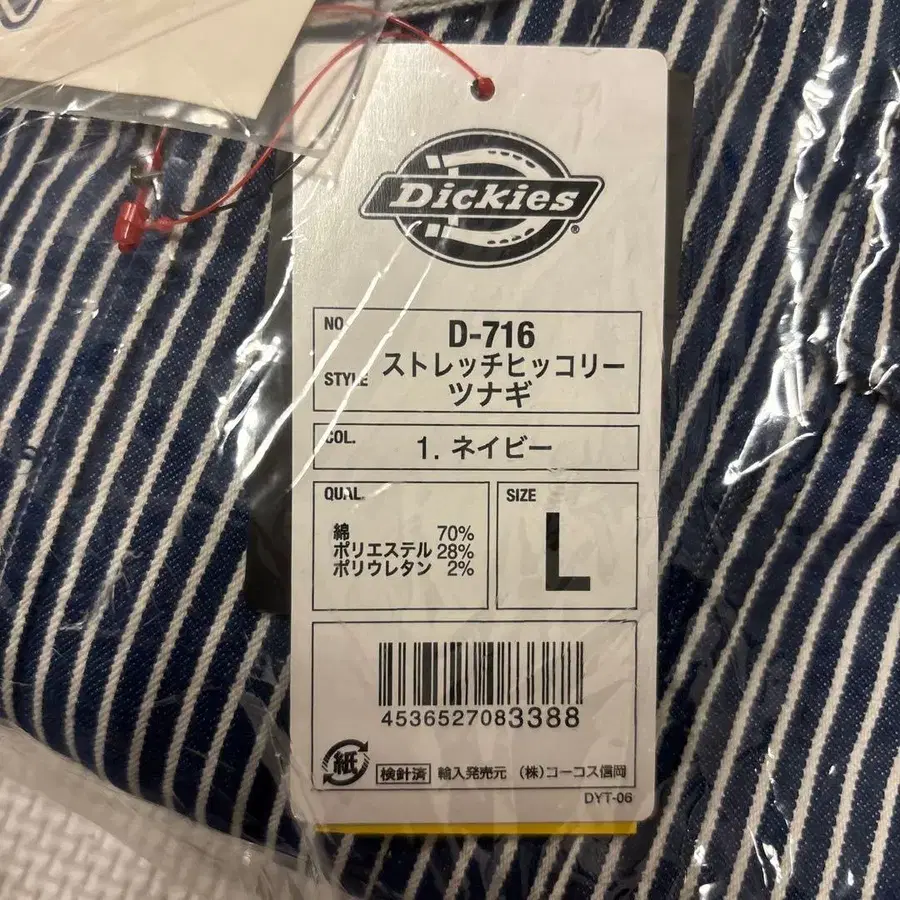 Dickies
®
NO.
D-716
STYLE
ストレッチヒッコリー
ツナギ
COL.
1. ネイビー
QUAL.
綿 70%
ポリエステル 28%
ポリウレタン 2%
SIZE
L
4536527083388
紙
検針済 輸入発売元 (株)コーコス信岡
DYT-06